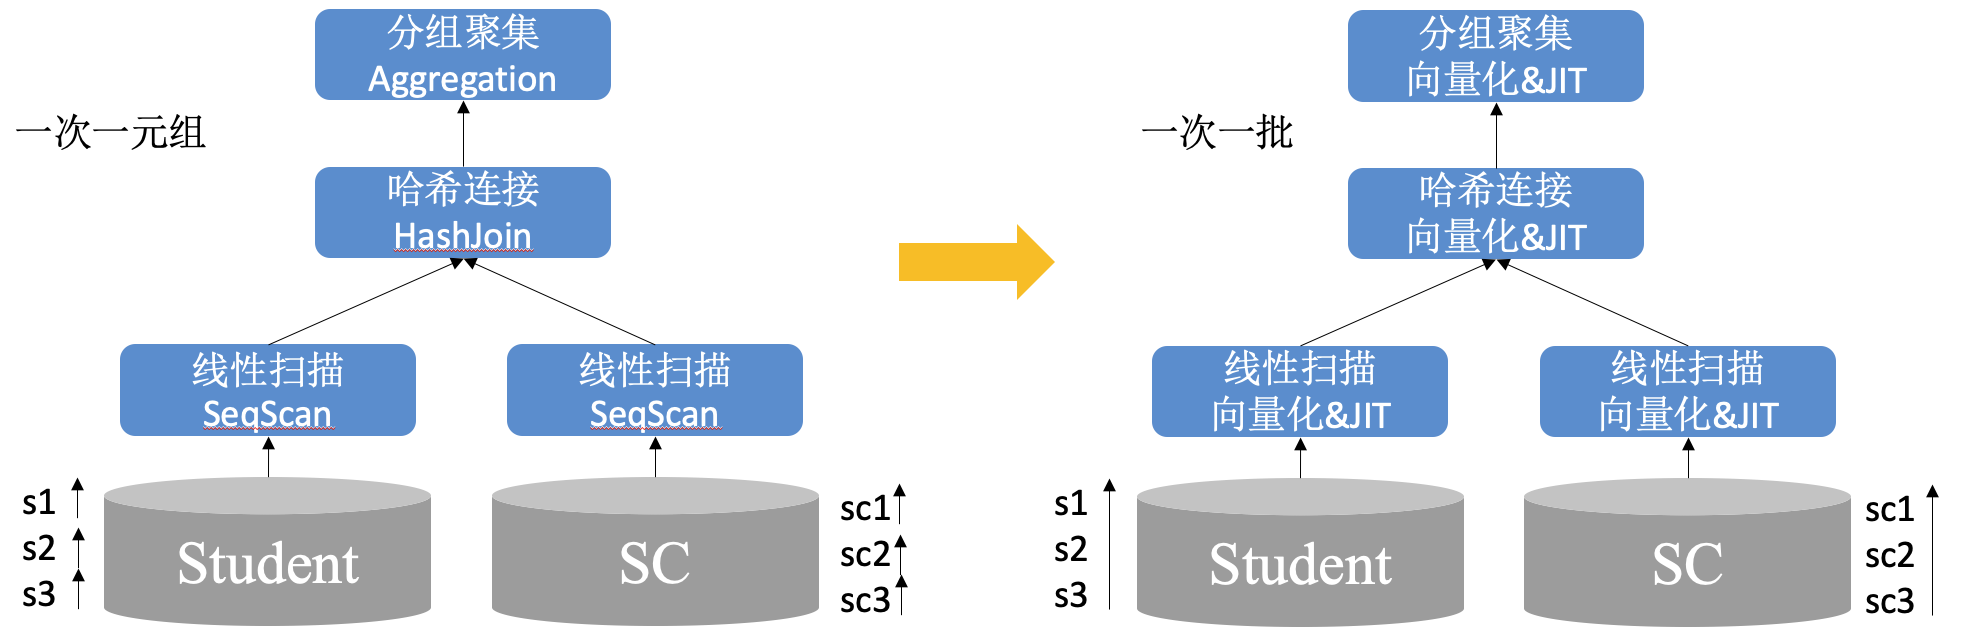 分组聚集
Aggregation
一次一元组
哈希连接
HashJoin
线性扫描
SeqScan
线性扫描
SeqScan
s1
s2
s3
Student
SC
sc1
sc2
sc3
分组聚集
向量化&JIT
一次一批
哈希连接
向量化&JIT
线性扫描
向量化&JIT
线性扫描
向量化&JIT
s1
s2
s3
Student
SC
sc1
sc2
sc3